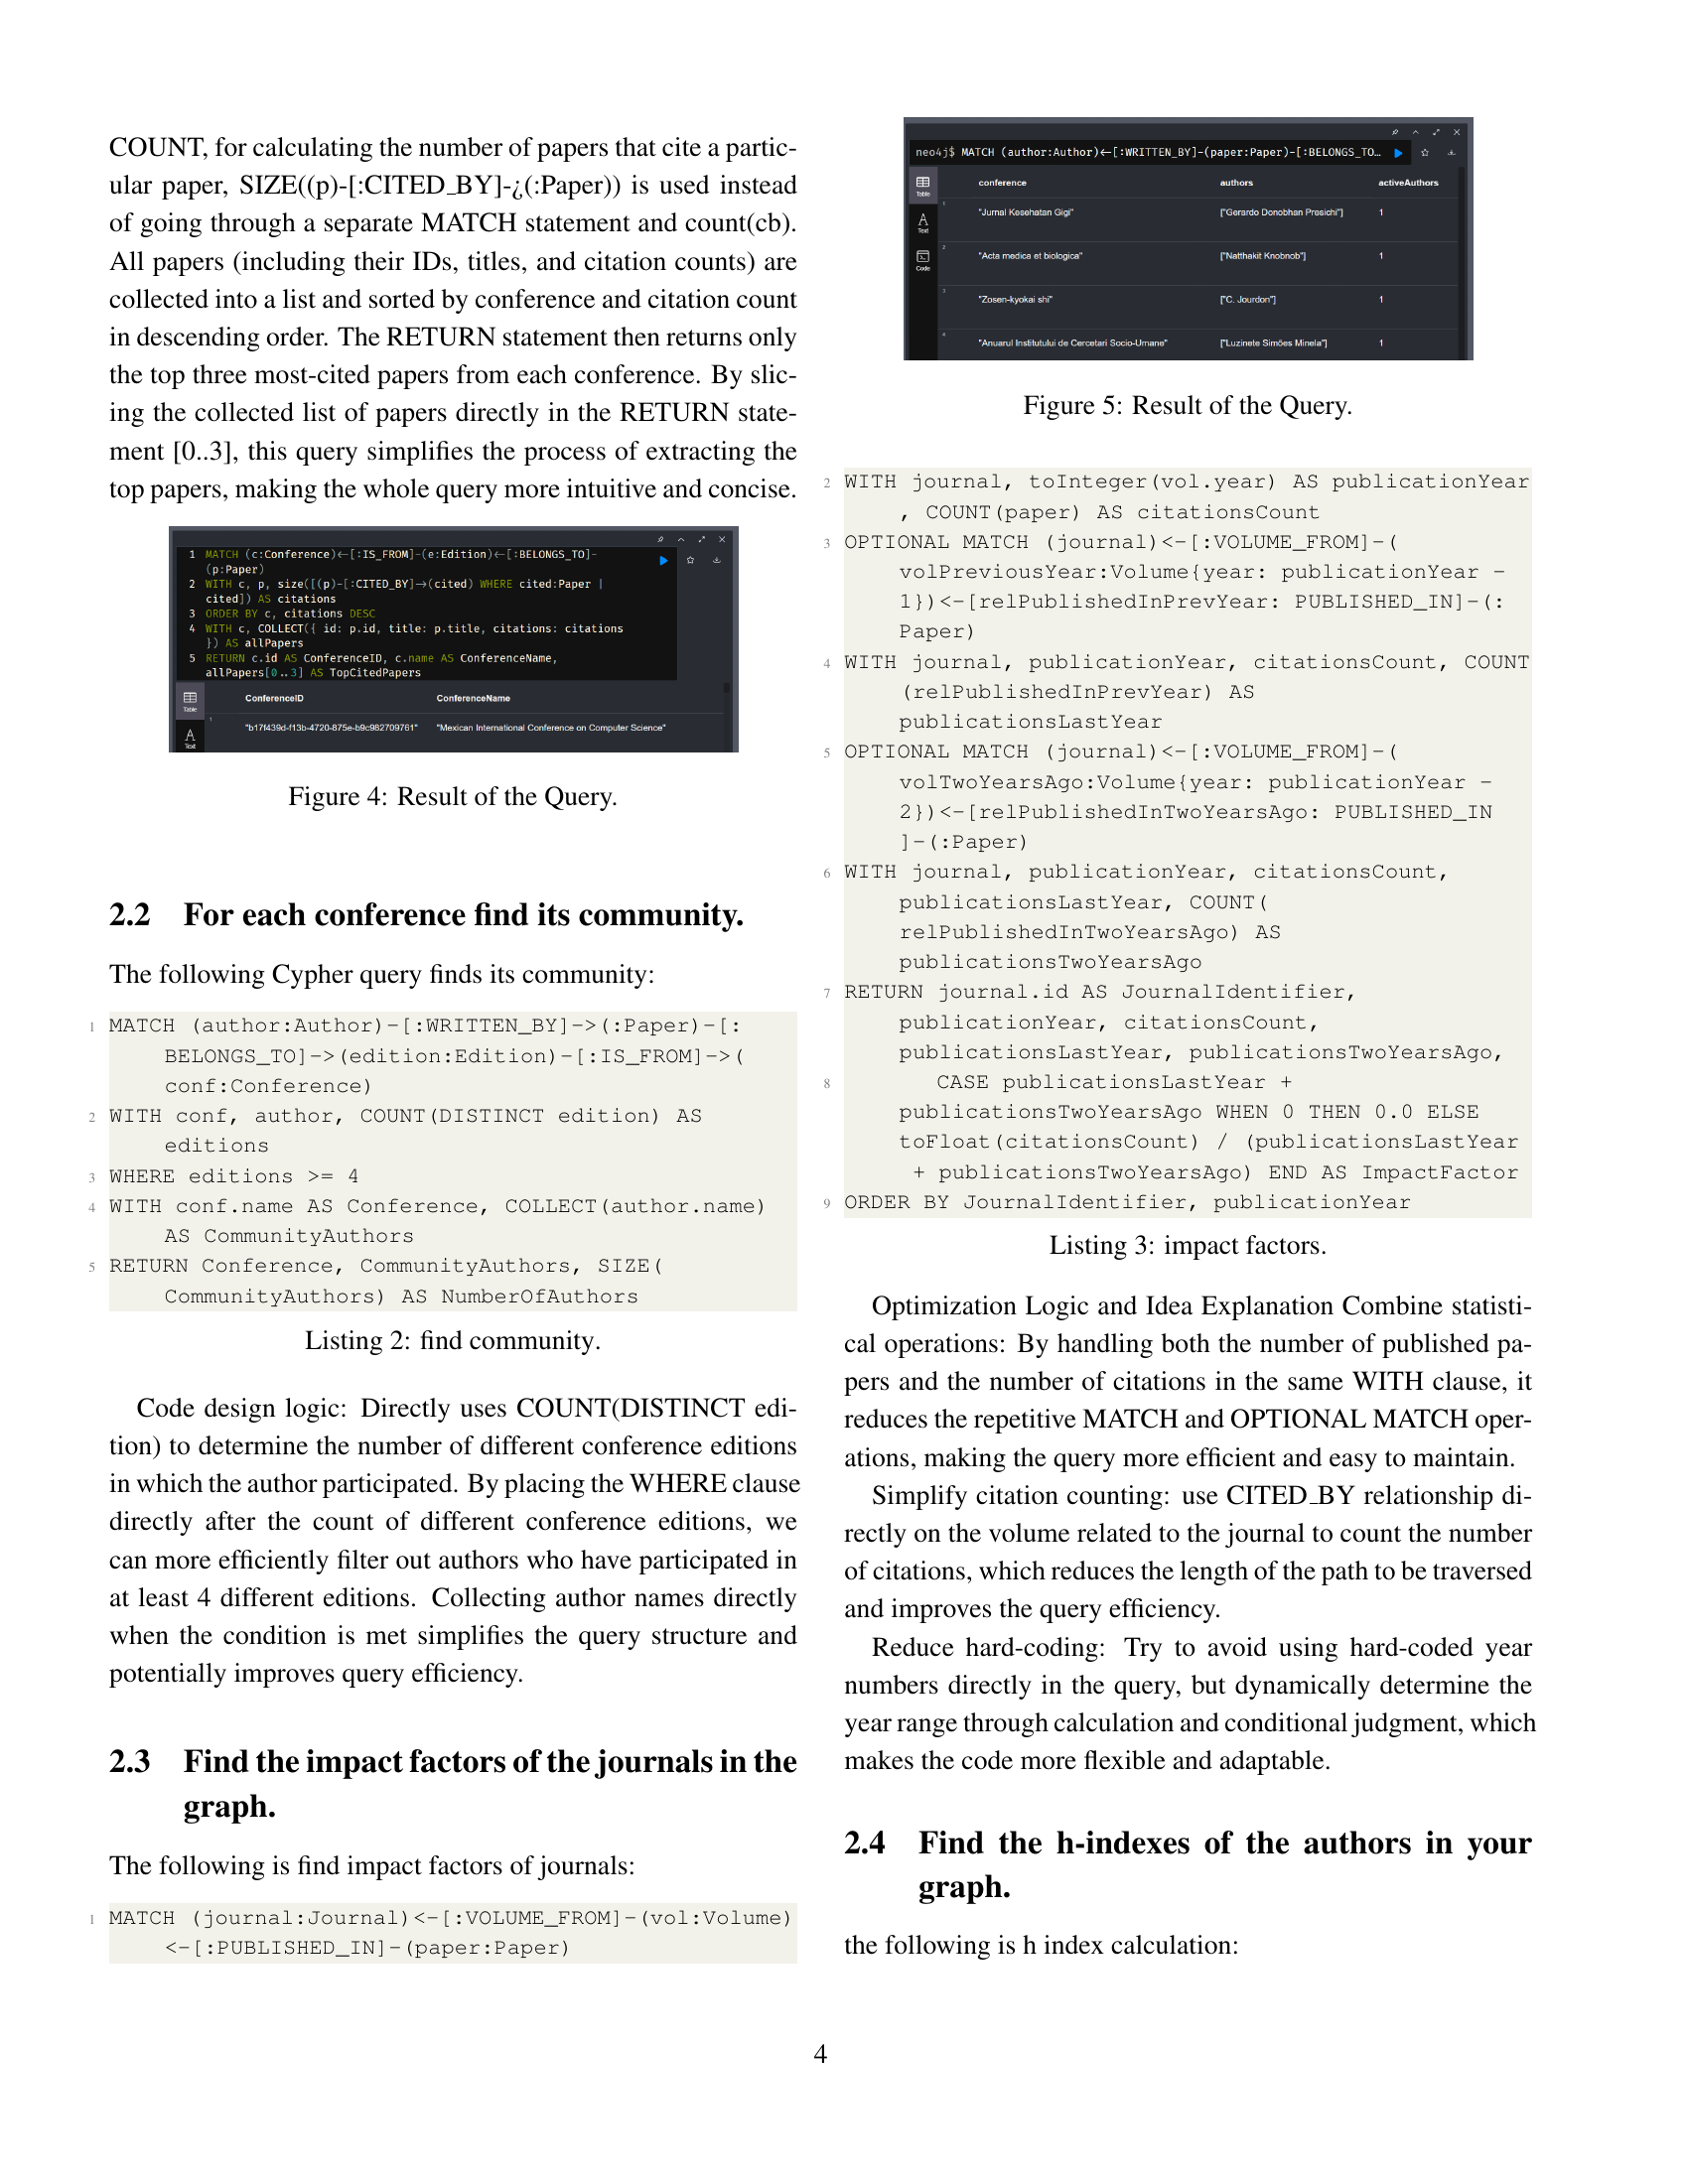 COUNT, for calculating the number of papers that cite a partic-
ular paper, SIZE((p)-[:CITED_BY]-¿(:Paper)) is used instead
of going through a separate MATCH statement and count(cb).
All papers (including their IDs, titles, and citation counts) are
collected into a list and sorted by conference and citation count
in descending order. The RETURN statement then returns only
the top three most-cited papers from each conference. By slic-
ing the collected list of papers directly in the RETURN state-
ment [0..3], this query simplifies the process of extracting the
top papers, making the whole query more intuitive and concise.
1 MATCH (c:Conference)←[:IS_FROM]-(e:Edition)←[:BELONGS_TO]-
(p:Paper)
2 WITH c, p, size([(p)-[:CITED_BY]→(cited) WHERE cited:Paper |
cited]) AS citations
3 ORDER BY c, citations DESC
4 WITH c, COLLECT({ id: p.id, title: p.title, citations: citations
}) AS allPapers
5 RETURN c.id AS ConferenceID, c.name AS ConferenceName,
allPapers[0..3] AS TopCitedPapers
Table
ConferenceID ConferenceName
1
"b17f439d-f13b-4720-875e-b9c982709761" "Mexican International Conference on Computer Science"
A
Text
Figure 4: Result of the Query.
2.2 For each conference find its community.
The following Cypher query finds its community:
1 MATCH (author:Author)-[:WRITTEN_BY]->(:Paper)-[:
BELONGS_TO]->(edition:Edition)-[:IS_FROM]->(
conf:Conference)
2 WITH conf, author, COUNT(DISTINCT edition) AS
editions
3 WHERE editions >= 4
4 WITH conf.name AS Conference, COLLECT(author.name)
AS CommunityAuthors
5 RETURN Conference, CommunityAuthors, SIZE(
CommunityAuthors) AS NumberOfAuthors
Listing 2: find community.
Code design logic: Directly uses COUNT(DISTINCT edi-
tion) to determine the number of different conference editions
in which the author participated. By placing the WHERE clause
directly after the count of different conference editions, we
can more efficiently filter out authors who have participated in
at least 4 different editions. Collecting author names directly
when the condition is met simplifies the query structure and
potentially improves query efficiency.
2.3 Find the impact factors of the journals in the
graph.
The following is find impact factors of journals:
1 MATCH (journal:Journal)<-[:VOLUME_FROM]-(vol:Volume)
<-[:PUBLISHED_IN]-(paper:Paper)
neo4j$ MATCH (author:Author)←[:WRITTEN_BY]-(paper:Paper)-[:BELONGS_TO…
Table
conference authors activeAuthors
1
"Jurnal Kesehatan Gigi" ["Gerardo Donobhan Presichi"] 1
A
Text
2
"Acta medica et biologica" ["Natthakit Knobnob"] 1
Code
3
"Zosen-kyokai shi" ["C. Jourdon"] 1
4
"Anuarul Institutului de Cercetari Socio-Umane" ["Luzinete Simões Minela"] 1
Figure 5: Result of the Query.
2 WITH journal, toInteger(vol.year) AS publicationYear
, COUNT(paper) AS citationsCount
3 OPTIONAL MATCH (journal)<-[:VOLUME_FROM]-(
volPreviousYear:Volume{year: publicationYear -
1})<-[relPublishedInPrevYear: PUBLISHED_IN]-(:
Paper)
4 WITH journal, publicationYear, citationsCount, COUNT
(relPublishedInPrevYear) AS
publicationsLastYear
5 OPTIONAL MATCH (journal)<-[:VOLUME_FROM]-(
volTwoYearsAgo:Volume{year: publicationYear -
2})<-[relPublishedInTwoYearsAgo: PUBLISHED_IN
]-(:Paper)
6 WITH journal, publicationYear, citationsCount,
publicationsLastYear, COUNT(
relPublishedInTwoYearsAgo) AS
publicationsTwoYearsAgo
7 RETURN journal.id AS JournalIdentifier,
publicationYear, citationsCount,
publicationsLastYear, publicationsTwoYearsAgo,
8 CASE publicationsLastYear +
publicationsTwoYearsAgo WHEN 0 THEN 0.0 ELSE
toFloat(citationsCount) / (publicationsLastYear
+ publicationsTwoYearsAgo) END AS ImpactFactor
9 ORDER BY JournalIdentifier, publicationYear
Listing 3: impact factors.
Optimization Logic and Idea Explanation Combine statisti-
cal operations: By handling both the number of published pa-
pers and the number of citations in the same WITH clause, it
reduces the repetitive MATCH and OPTIONAL MATCH oper-
ations, making the query more efficient and easy to maintain.
Simplify citation counting: use CITED_BY relationship di-
rectly on the volume related to the journal to count the number
of citations, which reduces the length of the path to be traversed
and improves the query efficiency.
Reduce hard-coding: Try to avoid using hard-coded year
numbers directly in the query, but dynamically determine the
year range through calculation and conditional judgment, which
makes the code more flexible and adaptable.
2.4 Find the h-indexes of the authors in your
graph.
the following is h index calculation:
4